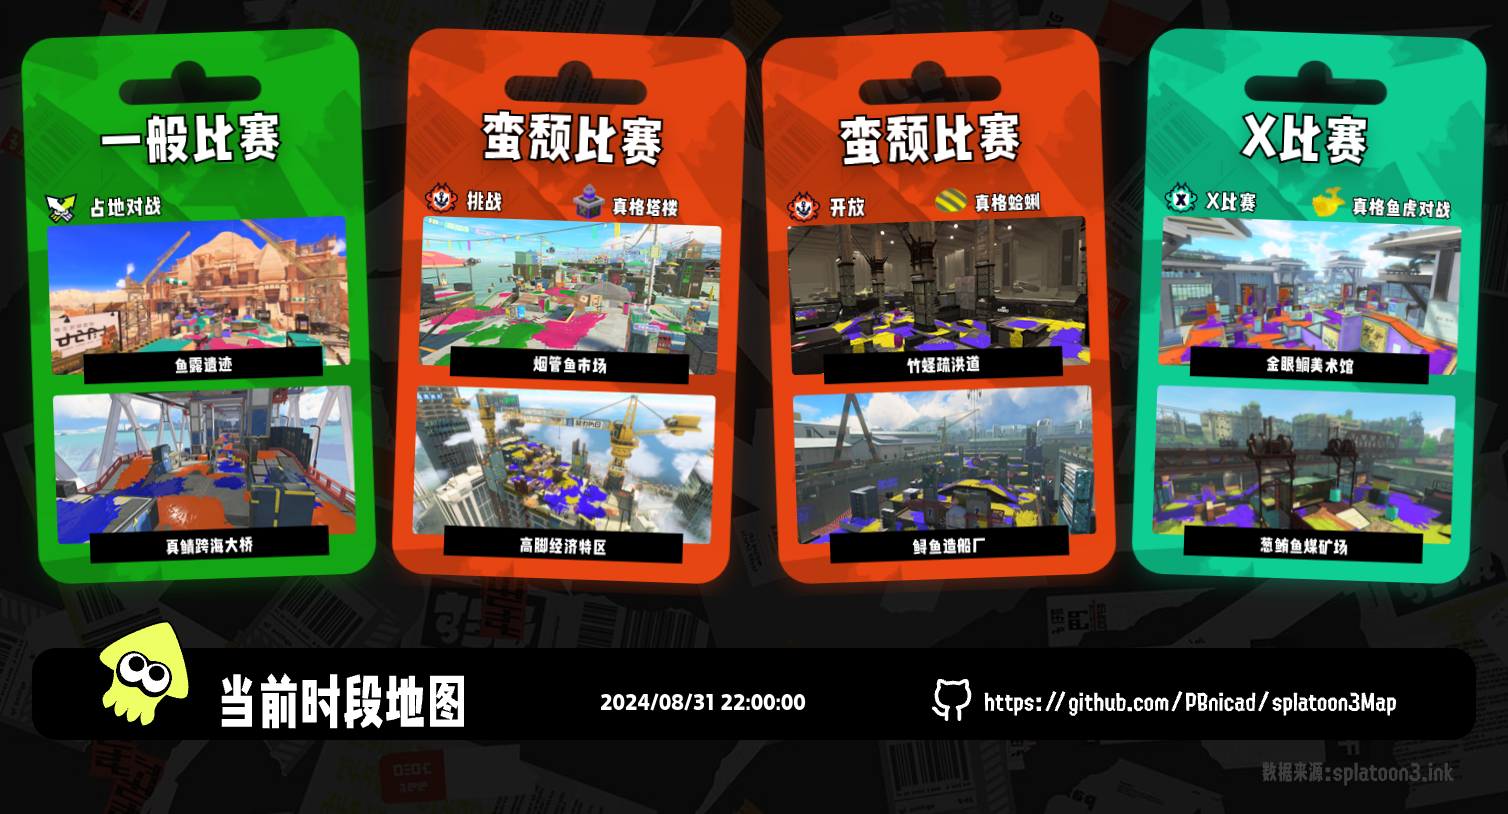 一般比赛
占地对战
鱼露遗迹
真鲭跨海大桥
蛮颓比赛
挑战
真格塔楼
烟管鱼市场
高脚经济特区
蛮颓比赛
开放
真格蛤蜊
竹蛏疏洪道
鲟鱼造船厂
X比赛
X比赛
真格鱼虎对战
金眼鲷美术馆
葱鲔鱼煤矿场
当前时段地图
2024/08/31 22:00:00
https://github.com/PBnicad/splatoon3Map
数据来源:splatoon3.ink